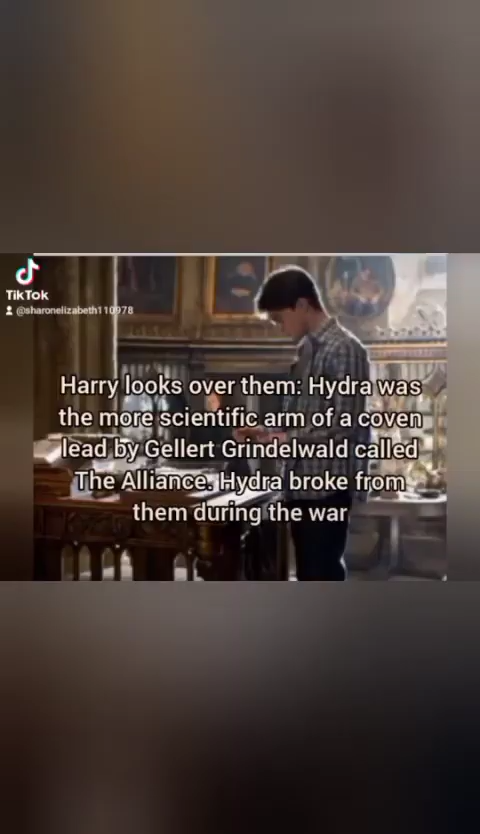 TikTok
@sharonelizabeth110978
Harry looks over them: Hydra was
the more scientific arm of a coven
lead by Gellert Grindelwald called
The Alliance. Hydra broke from
them during the war